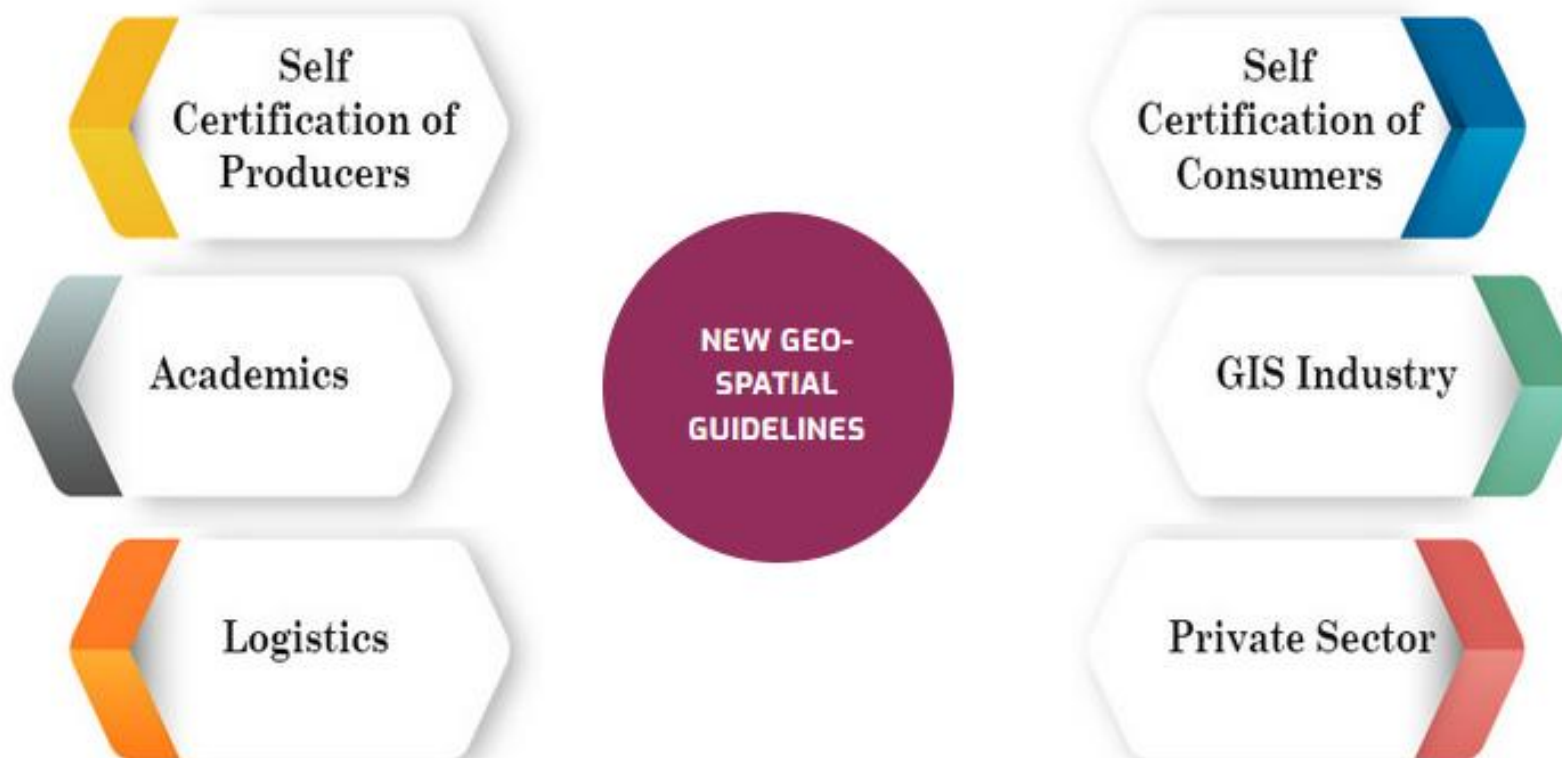 Self
Certification of
Producers
Self
Certification of
Consumers
NEW GEO-
SPATIAL
GUIDELINES
Academics
GIS Industry
Logistics
Private Sector